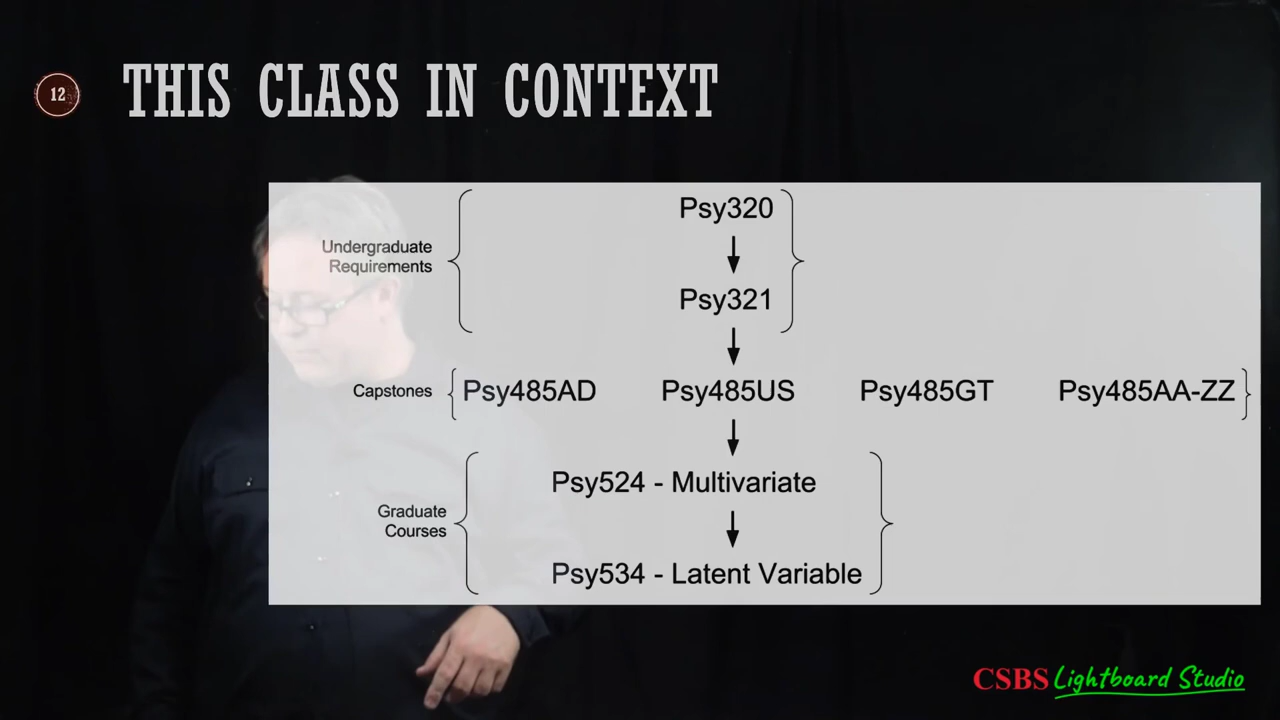 12
THIS CLASS IN CONTEXT
Psy320
Undergraduate
Requirements
Psy321
Capstones
Psy485AD
Psy485US
Psy485GT
Psy485AA-ZZ
Psy524 - Multivariate
Graduate
Courses
Psy534 - Latent Variable
CSBS Lightboard Studio